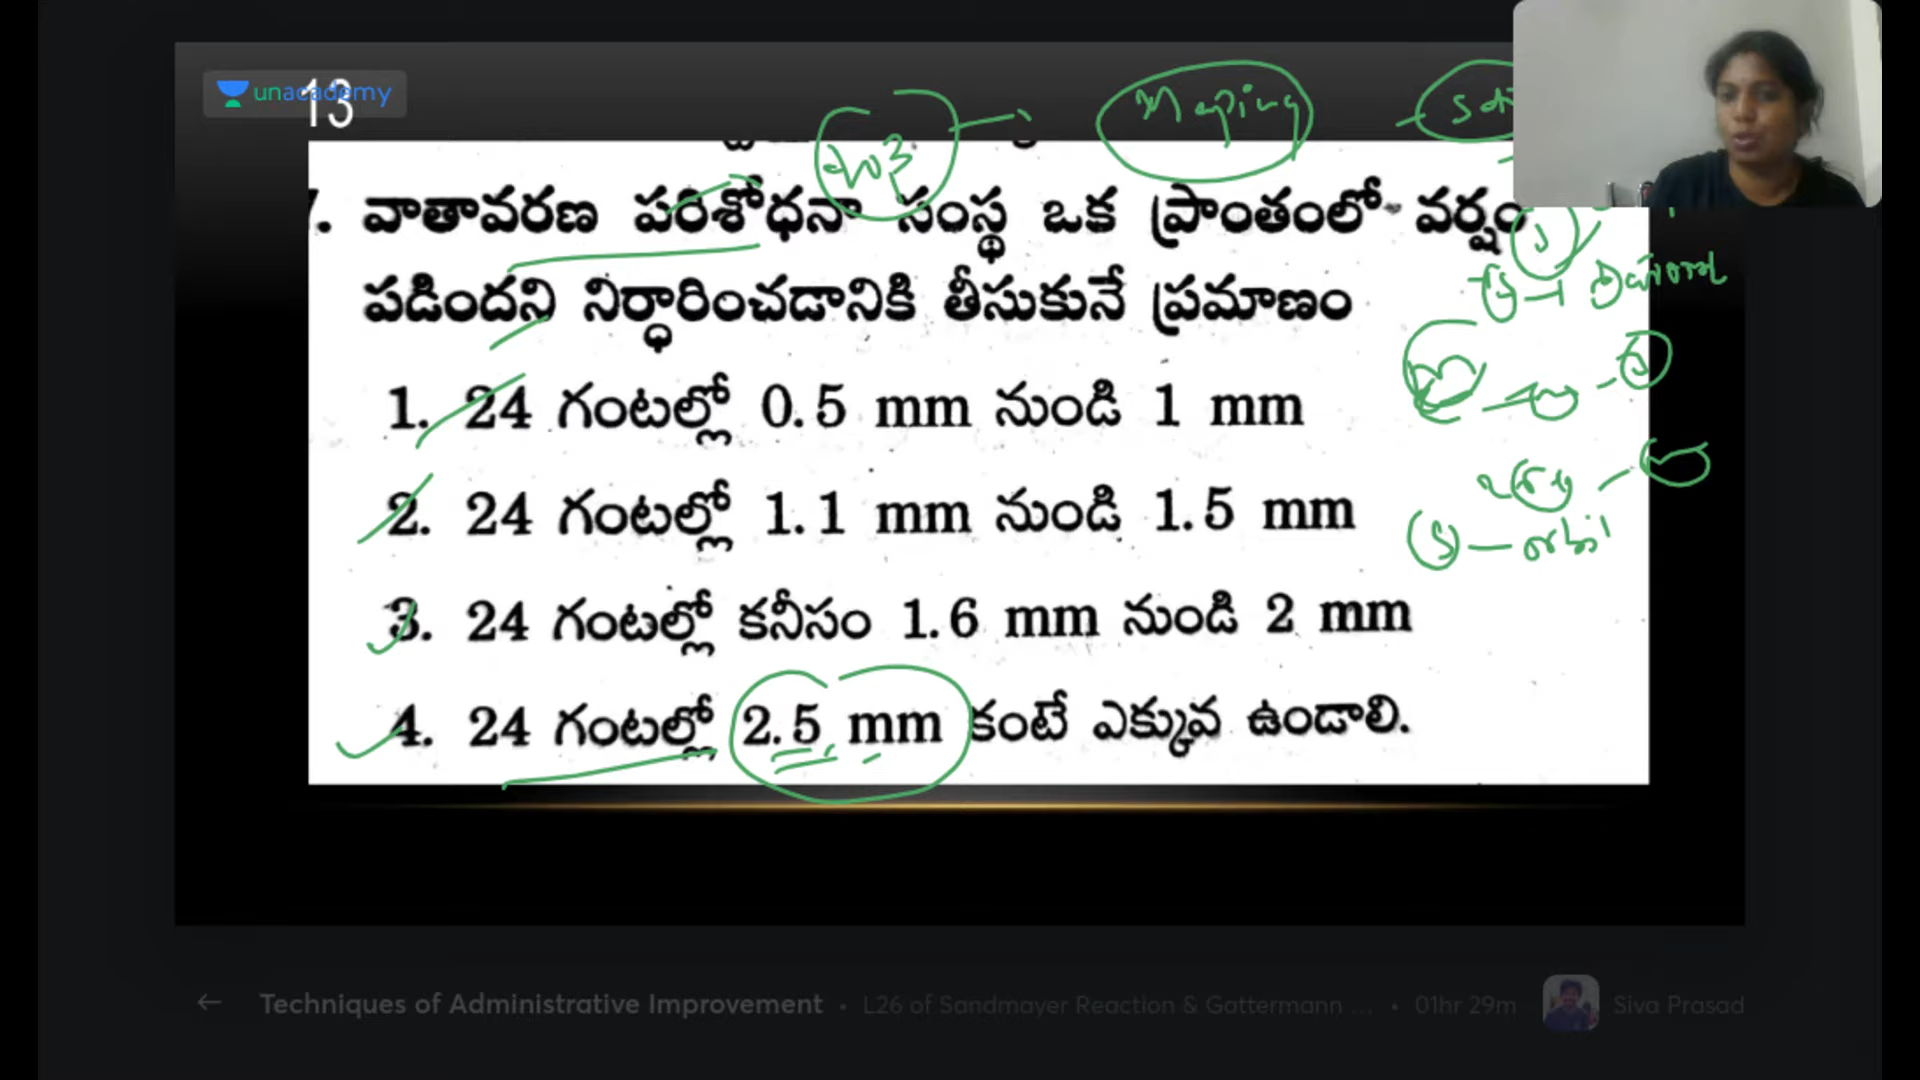 unacademy
13
Maping
2013
7. వాతావరణ పరిశోధనా సంస్థ ఒక ప్రాంతంలో వర్షం
పడిందని నిర్ధారించడానికి తీసుకునే ప్రమాణం
1. 24 గంటల్లో 0.5 mm నుండి 1 mm
2. 24 గంటల్లో 1.1 mm నుండి 1.5 mm
3. 24 గంటల్లో కనీసం 1.6 mm నుండి 2 mm
4. 24 గంటల్లో 2.5 mm కంటే ఎక్కువ ఉండాలి.
← Techniques of Administrative Improvement • L26 of Sandmayer Reaction & Gattermann ... • 01hr 29m Siva Prasad